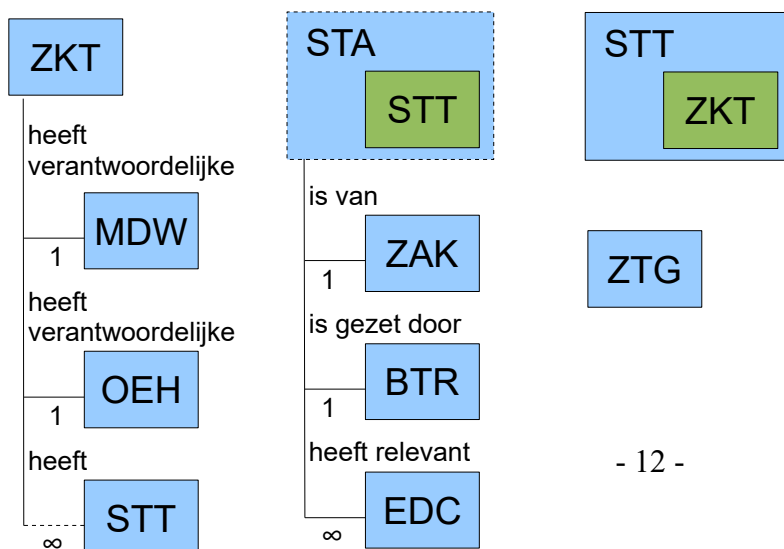 ZKT
heeft
verantwoordelijke
MDW
1
heeft
verantwoordelijke
OEH
1
heeft
STT
∞
STA
STT
is van
ZAK
1
is gezet door
BTR
1
heeft relevant
EDC
∞
STT
ZKT
ZTG
- 12 -